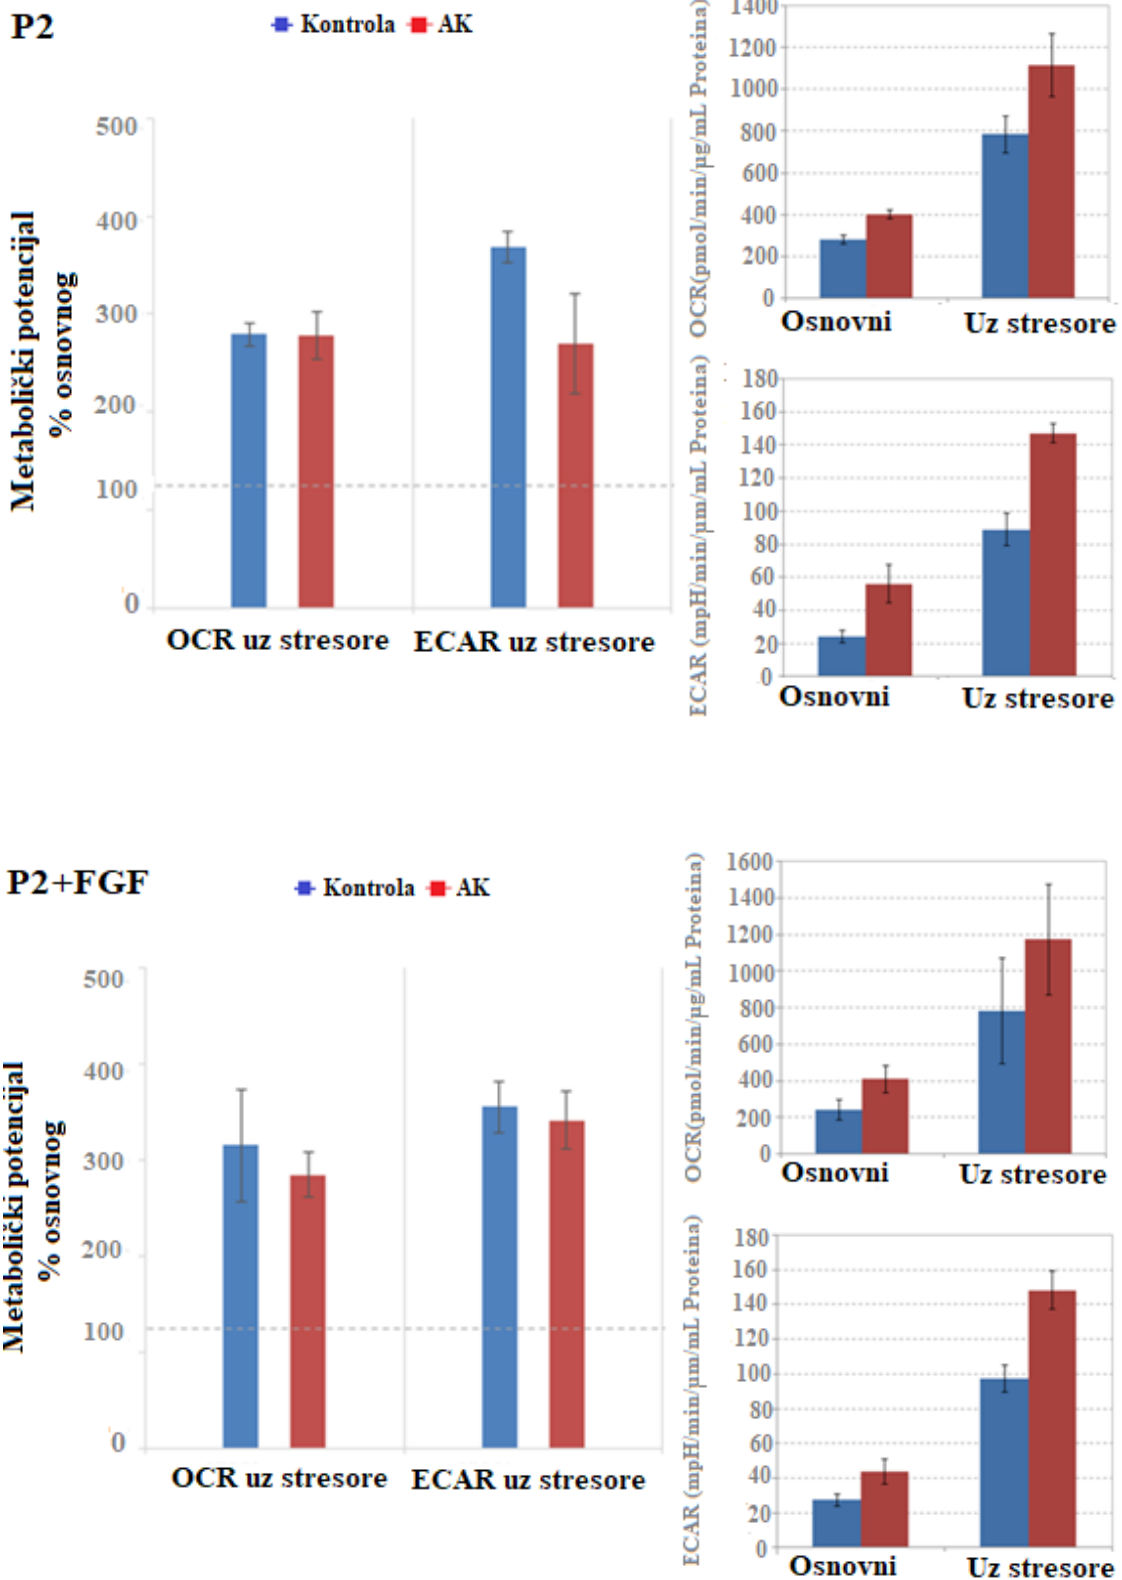 P2
Kontrola AK
Metabolički potencijal
% osnovnog
500
400
300
200
100
0
OCR uz stresore ECAR uz stresore
OCR(pmol/min/µg/mL Proteina)
1400
1200
1000
800
600
400
200
0
Osnovni Uz stresore
ECAR (mpH/min/µm/mL Proteina)
180
160
140
120
100
80
60
40
20
0
Osnovni Uz stresore
P2+FGF
Kontrola AK
Metabolički potencijal
% osnovnog
500
400
300
200
100
0
OCR uz stresore ECAR uz stresore
OCR(pmol/min/µg/mL Proteina)
1600
1400
1200
1000
800
600
400
200
0
Osnovni Uz stresore
ECAR (mpH/min/µm/mL Proteina)
180
160
140
120
100
80
60
40
20
0
Osnovni Uz stresore